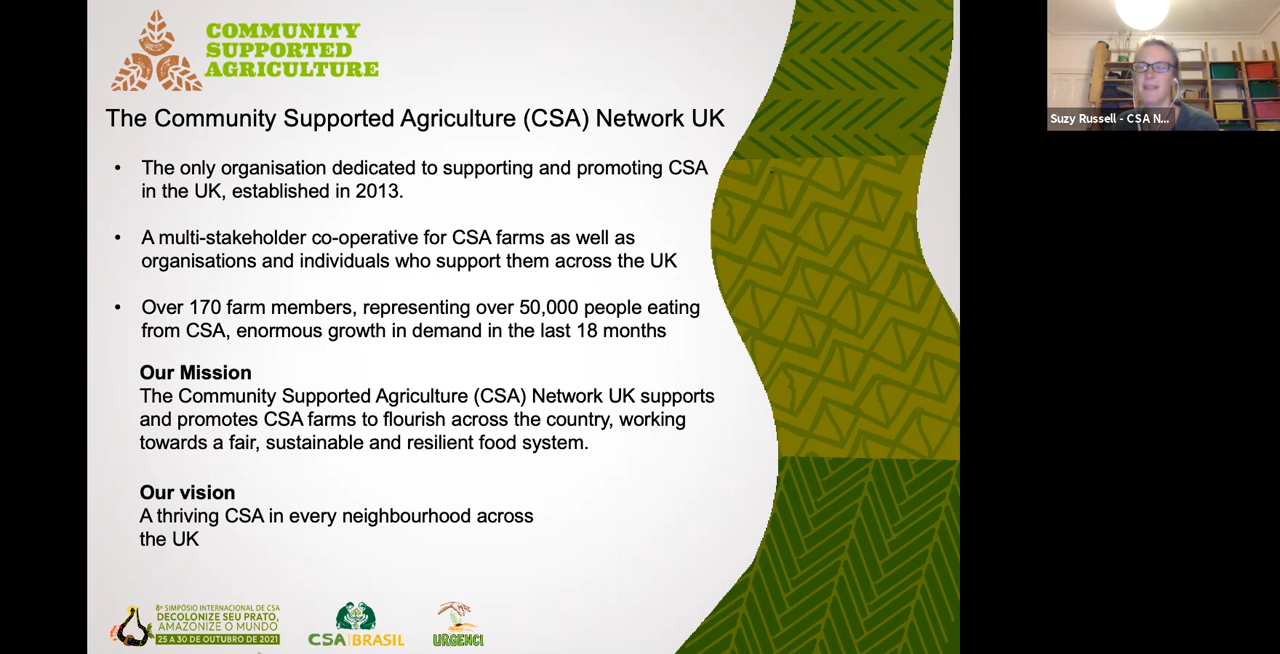 COMMUNITY
SUPPORTED
AGRICULTURE
The Community Supported Agriculture (CSA) Network UK
• The only organisation dedicated to supporting and promoting CSA
in the UK, established in 2013.
• A multi-stakeholder co-operative for CSA farms as well as
organisations and individuals who support them across the UK
• Over 170 farm members, representing over 50,000 people eating
from CSA, enormous growth in demand in the last 18 months
Our Mission
The Community Supported Agriculture (CSA) Network UK supports
and promotes CSA farms to flourish across the country, working
towards a fair, sustainable and resilient food system.
Our vision
A thriving CSA in every neighbourhood across
the UK
8º SIMPÓSIO INTERNACIONAL DE CSA
DECOLONIZE SEU PRATO,
AMAZONIZE O MUNDO
25 A 30 DE OUTUBRO DE 2021
CSA BRASIL
URGENCI
Suzy Russell - CSA N...